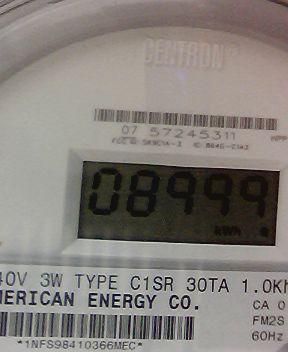 CENTRON®
07 57245311
08999
kWh
40V 3W TYPE C1SR 30TA 1.0Kh
MERICAN ENERGY CO.
CA 0
FM2S
60Hz
*1NFS98410366MEC*